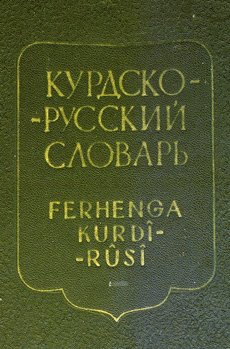 КУРДСКО-
-РУССКИЙ
СЛОВАРЬ
FERHENGA
KURDÎ-
-RÛSÎ